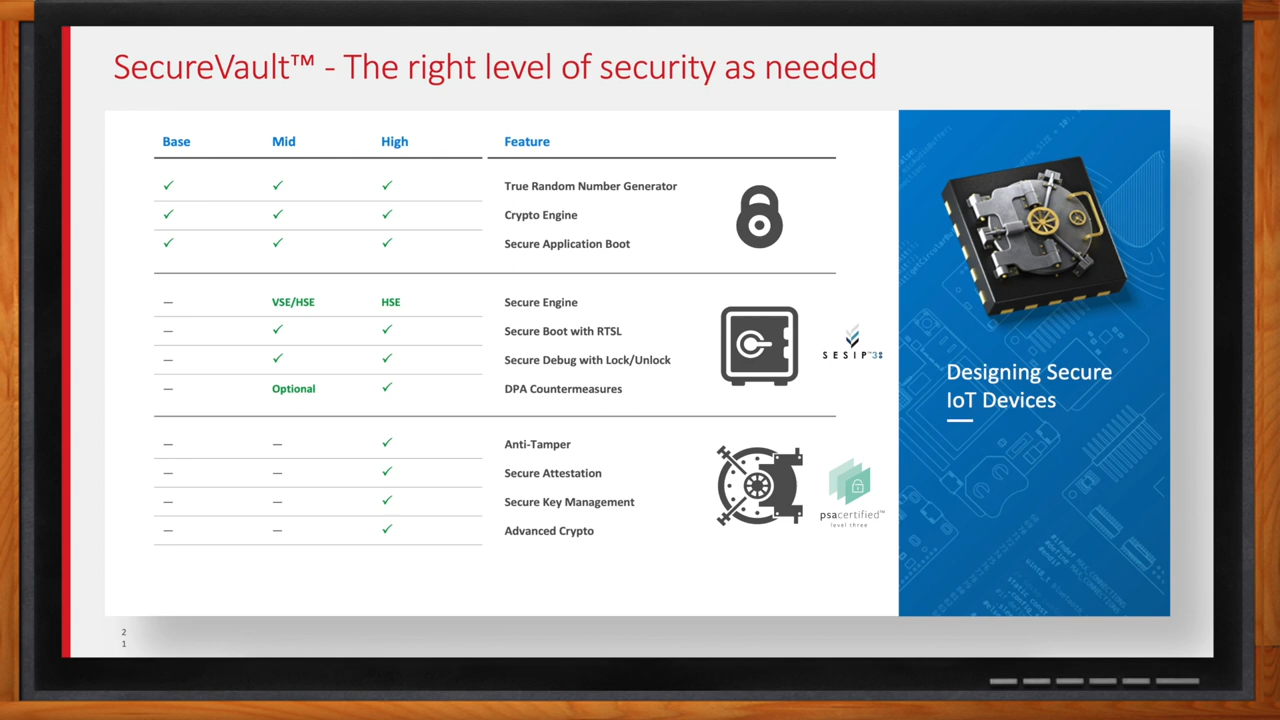 SecureVault™ - The right level of security as needed
Base Mid High Feature
✓ ✓ ✓ True Random Number Generator
✓ ✓ ✓ Crypto Engine
✓ ✓ ✓ Secure Application Boot
— VSE/HSE HSE Secure Engine
— ✓ ✓ Secure Boot with RTSL
— ✓ ✓ Secure Debug with Lock/Unlock
— Optional ✓ DPA Countermeasures
— — ✓ Anti-Tamper
— — ✓ Secure Attestation
— — ✓ Secure Key Management
— — ✓ Advanced Crypto
SESIP™3
psacertified™
level three
Designing Secure
IoT Devices
2
1